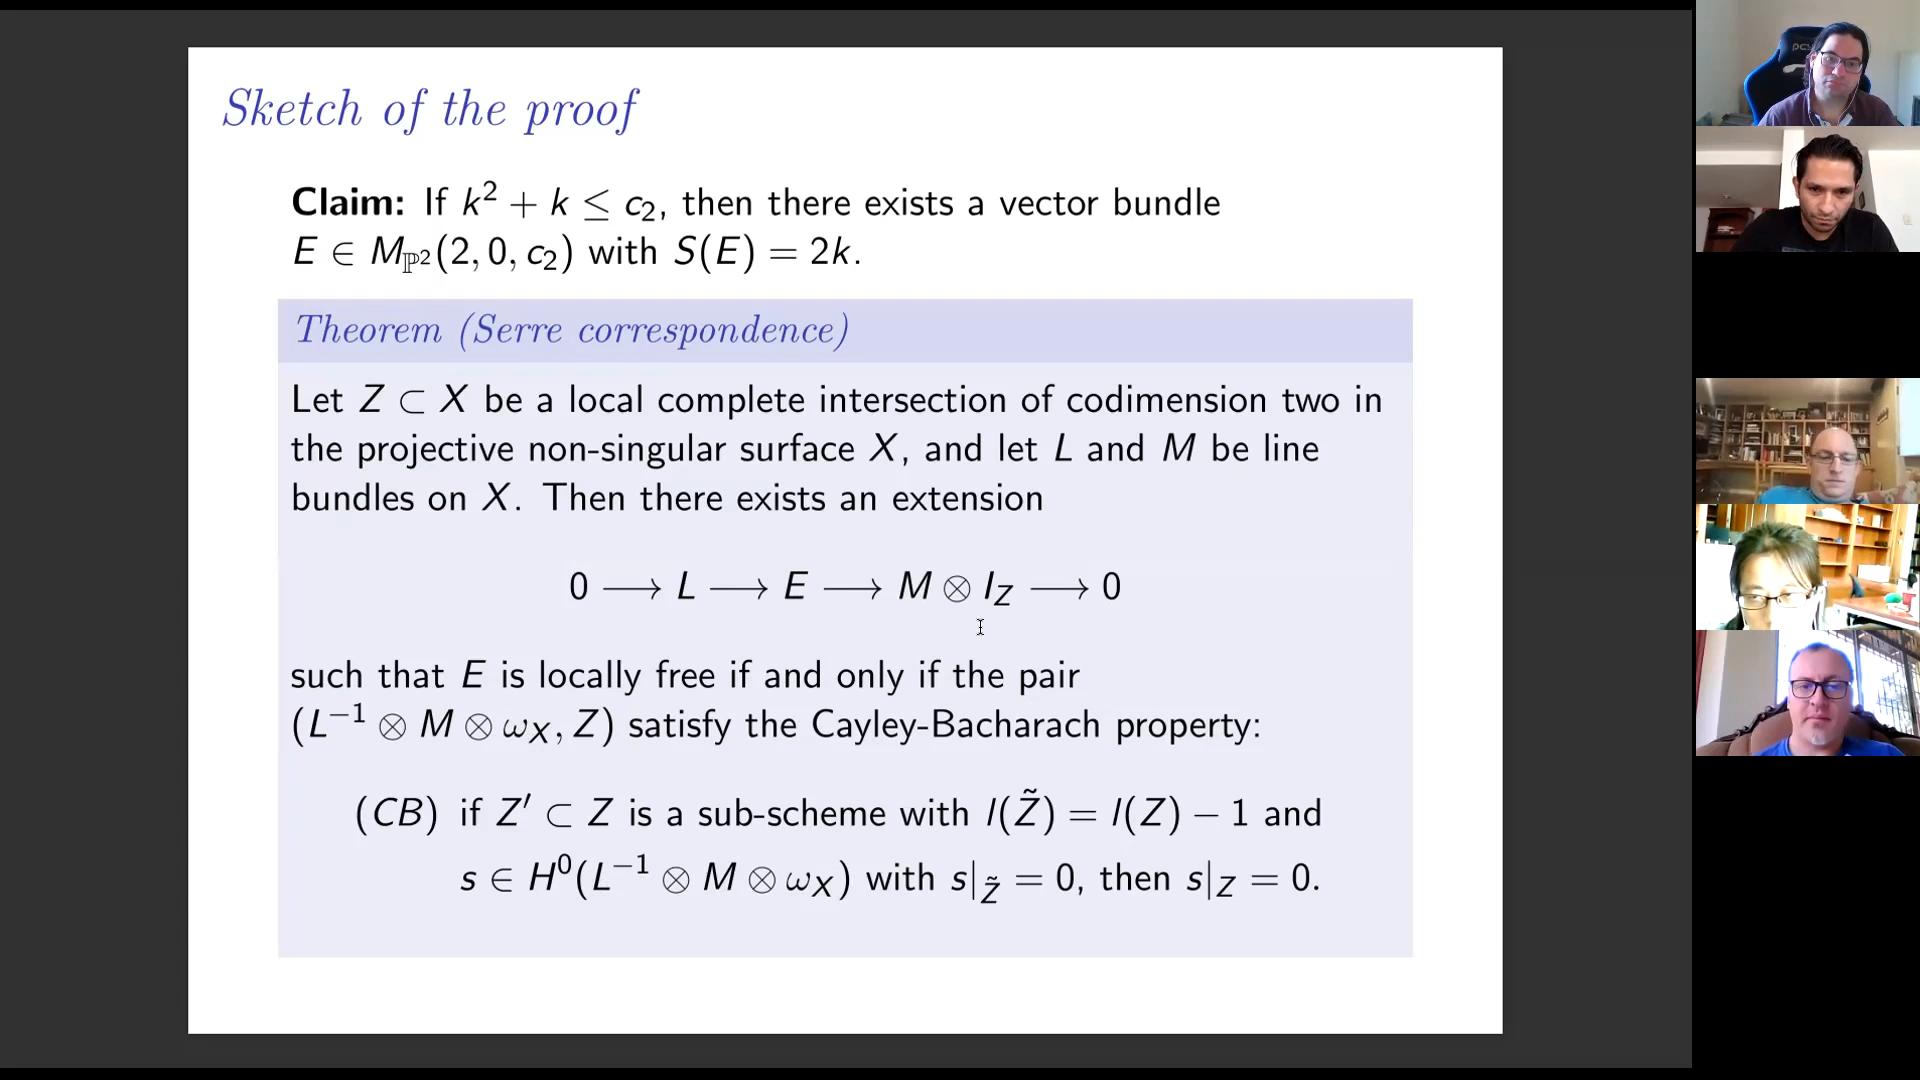 Sketch of the proof
Claim: If k² + k ≤ c₂, then there exists a vector bundle
E ∈ M_ℙ²(2, 0, c₂) with S(E) = 2k.
Theorem (Serre correspondence)
Let Z ⊂ X be a local complete intersection of codimension two in
the projective non-singular surface X, and let L and M be line
bundles on X. Then there exists an extension
0 ⟶ L ⟶ E ⟶ M ⊗ I_Z ⟶ 0
such that E is locally free if and only if the pair
(L⁻¹ ⊗ M ⊗ ω_X, Z) satisfy the Cayley-Bacharach property:
(CB) if Z′ ⊂ Z is a sub-scheme with l(Z̃) = l(Z) − 1 and
s ∈ H⁰(L⁻¹ ⊗ M ⊗ ω_X) with s|_Z̃ = 0, then s|_Z = 0.